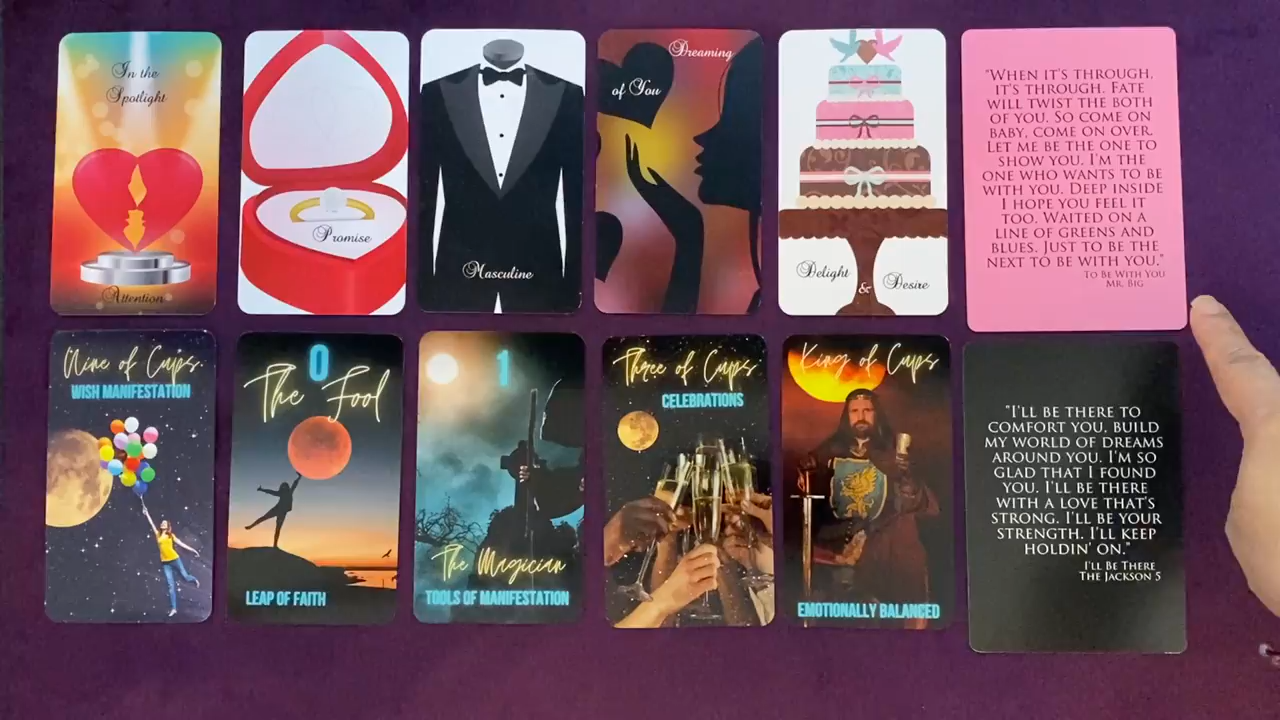 In the
Spotlight
Attention
Promise
Masculine
Dreaming
of You
Delight
&
Desire
"WHEN IT'S THROUGH,
IT'S THROUGH. FATE
WILL TWIST THE BOTH
OF YOU. SO COME ON
BABY, COME ON OVER.
LET ME BE THE ONE TO
SHOW YOU. I'M THE
ONE WHO WANTS TO BE
WITH YOU. DEEP INSIDE
I HOPE YOU FEEL IT
TOO. WAITED ON A
LINE OF GREENS AND
BLUES. JUST TO BE THE
NEXT TO BE WITH YOU."
TO BE WITH YOU
MR. BIG
Nine of Cups
WISH MANIFESTATION
0
The Fool
LEAP OF FAITH
1
The Magician
TOOLS OF MANIFESTATION
Three of Cups
CELEBRATIONS
King of Cups
EMOTIONALLY BALANCED
"I'LL BE THERE TO
COMFORT YOU, BUILD
MY WORLD OF DREAMS
AROUND YOU. I'M SO
GLAD THAT I FOUND
YOU. I'LL BE THERE
WITH A LOVE THAT'S
STRONG. I'LL BE YOUR
STRENGTH. I'LL KEEP
HOLDIN' ON."
I'LL BE THERE
THE JACKSON 5